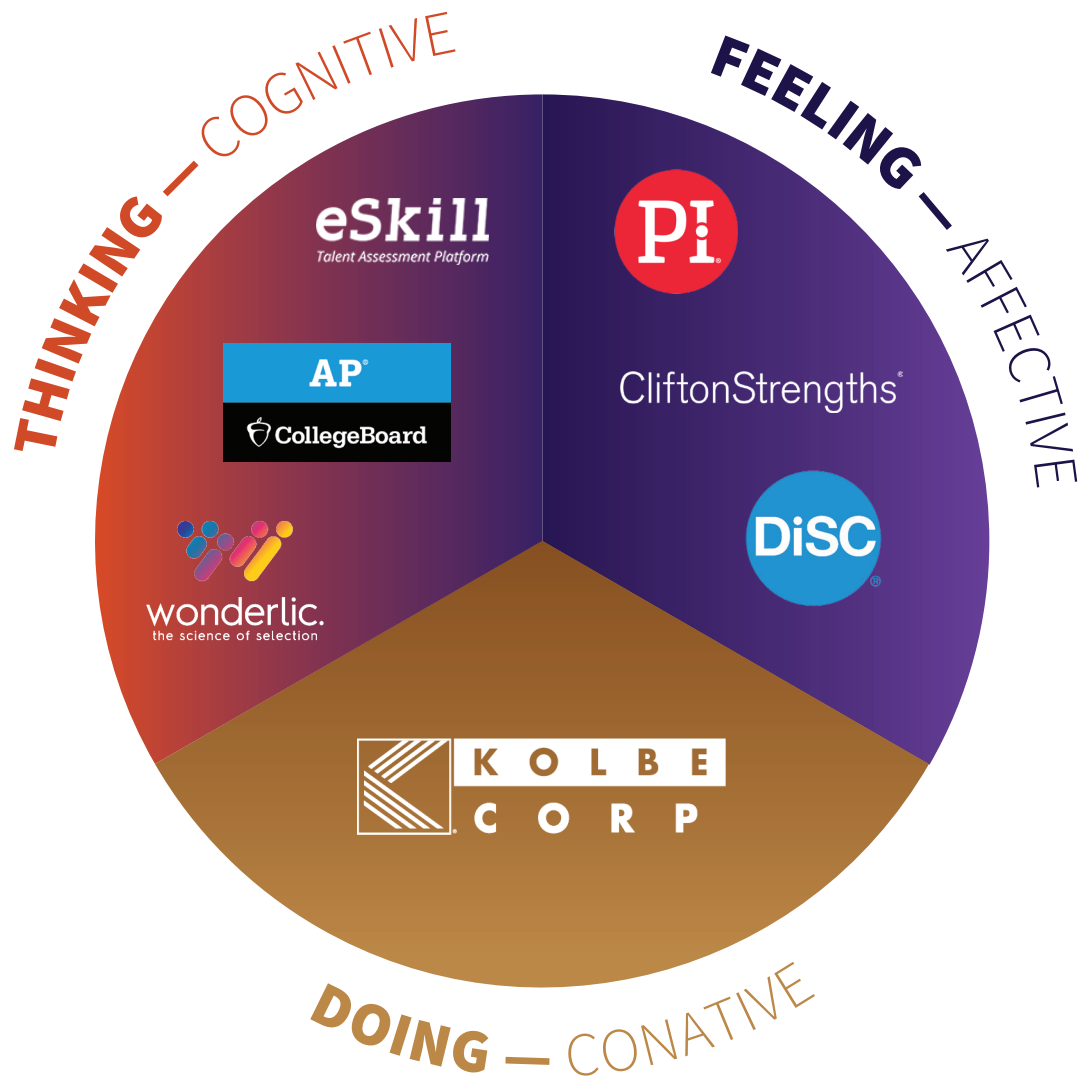 THINKING — COGNITIVE
FEELING — AFFECTIVE
eSkill
Talent Assessment Platform
PI®
AP®
CollegeBoard
CliftonStrengths®
DiSC®
wonderlic.
the science of selection
KOLBE
CORP
DOING — CONATIVE